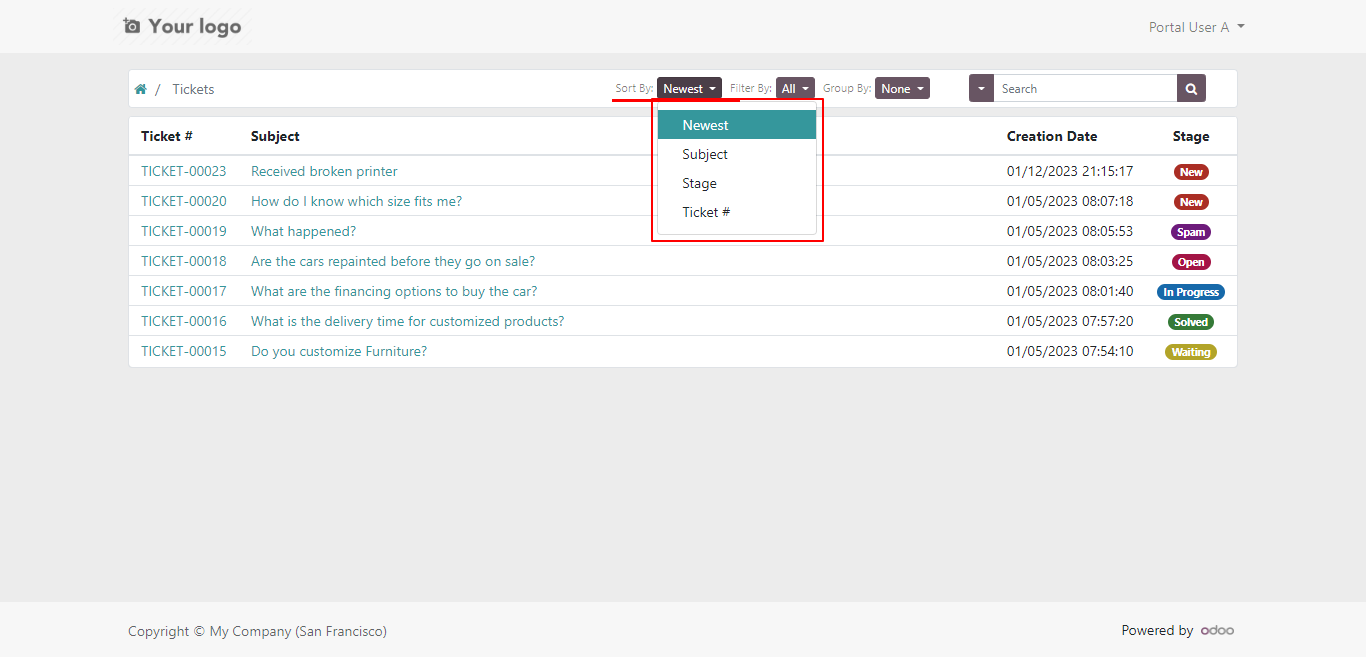 Your logo
Portal User A
/ Tickets
Sort By: Newest Filter By: All Group By: None Search
Newest
Subject
Stage
Ticket #
Ticket # Subject Creation Date Stage
TICKET-00023 Received broken printer 01/12/2023 21:15:17 New
TICKET-00020 How do I know which size fits me? 01/05/2023 08:07:18 New
TICKET-00019 What happened? 01/05/2023 08:05:53 Spam
TICKET-00018 Are the cars repainted before they go on sale? 01/05/2023 08:03:25 Open
TICKET-00017 What are the financing options to buy the car? 01/05/2023 08:01:40 In Progress
TICKET-00016 What is the delivery time for customized products? 01/05/2023 07:57:20 Solved
TICKET-00015 Do you customize Furniture? 01/05/2023 07:54:10 Waiting
Copyright © My Company (San Francisco)
Powered by odoo